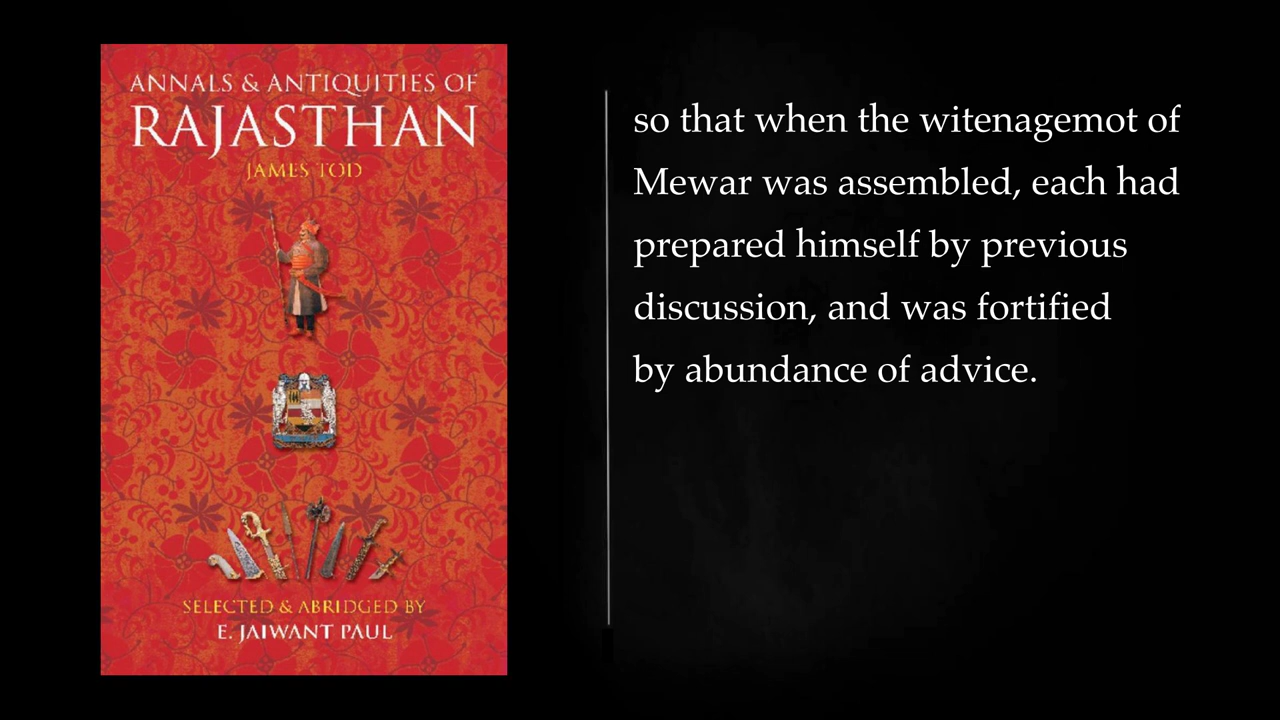 ANNALS & ANTIQUITIES OF
RAJASTHAN
JAMES TOD
SELECTED & ABRIDGED BY
E. JAIWANT PAUL
so that when the witenagemot of
Mewar was assembled, each had
prepared himself by previous
discussion, and was fortified
by abundance of advice.